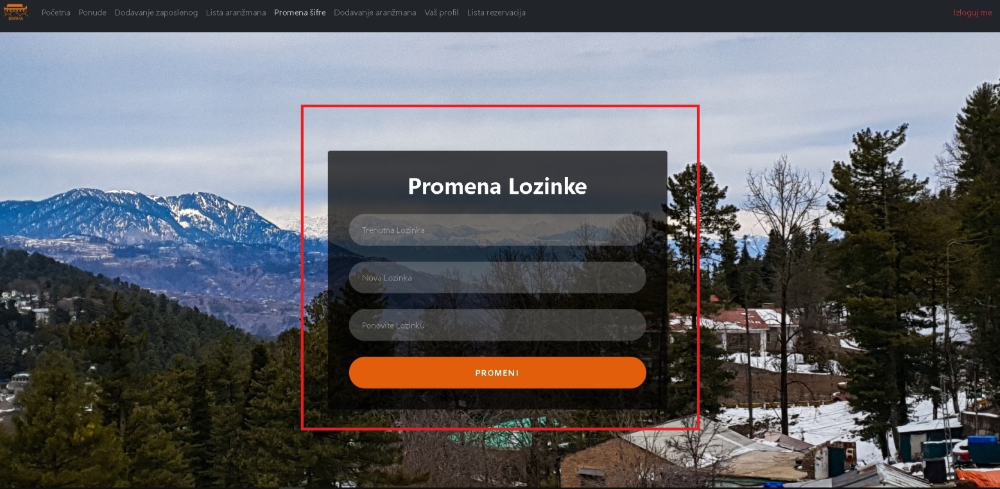 BARKA
Početna Ponude Dodavanje zaposlenog Lista aranžmana Promena šifre Dodavanje aranžmana Vaš profil Lista rezervacija Izloguj me
Promena Lozinke
Trenutna Lozinka
Nova Lozinka
Ponovite Lozinku
PROMENI